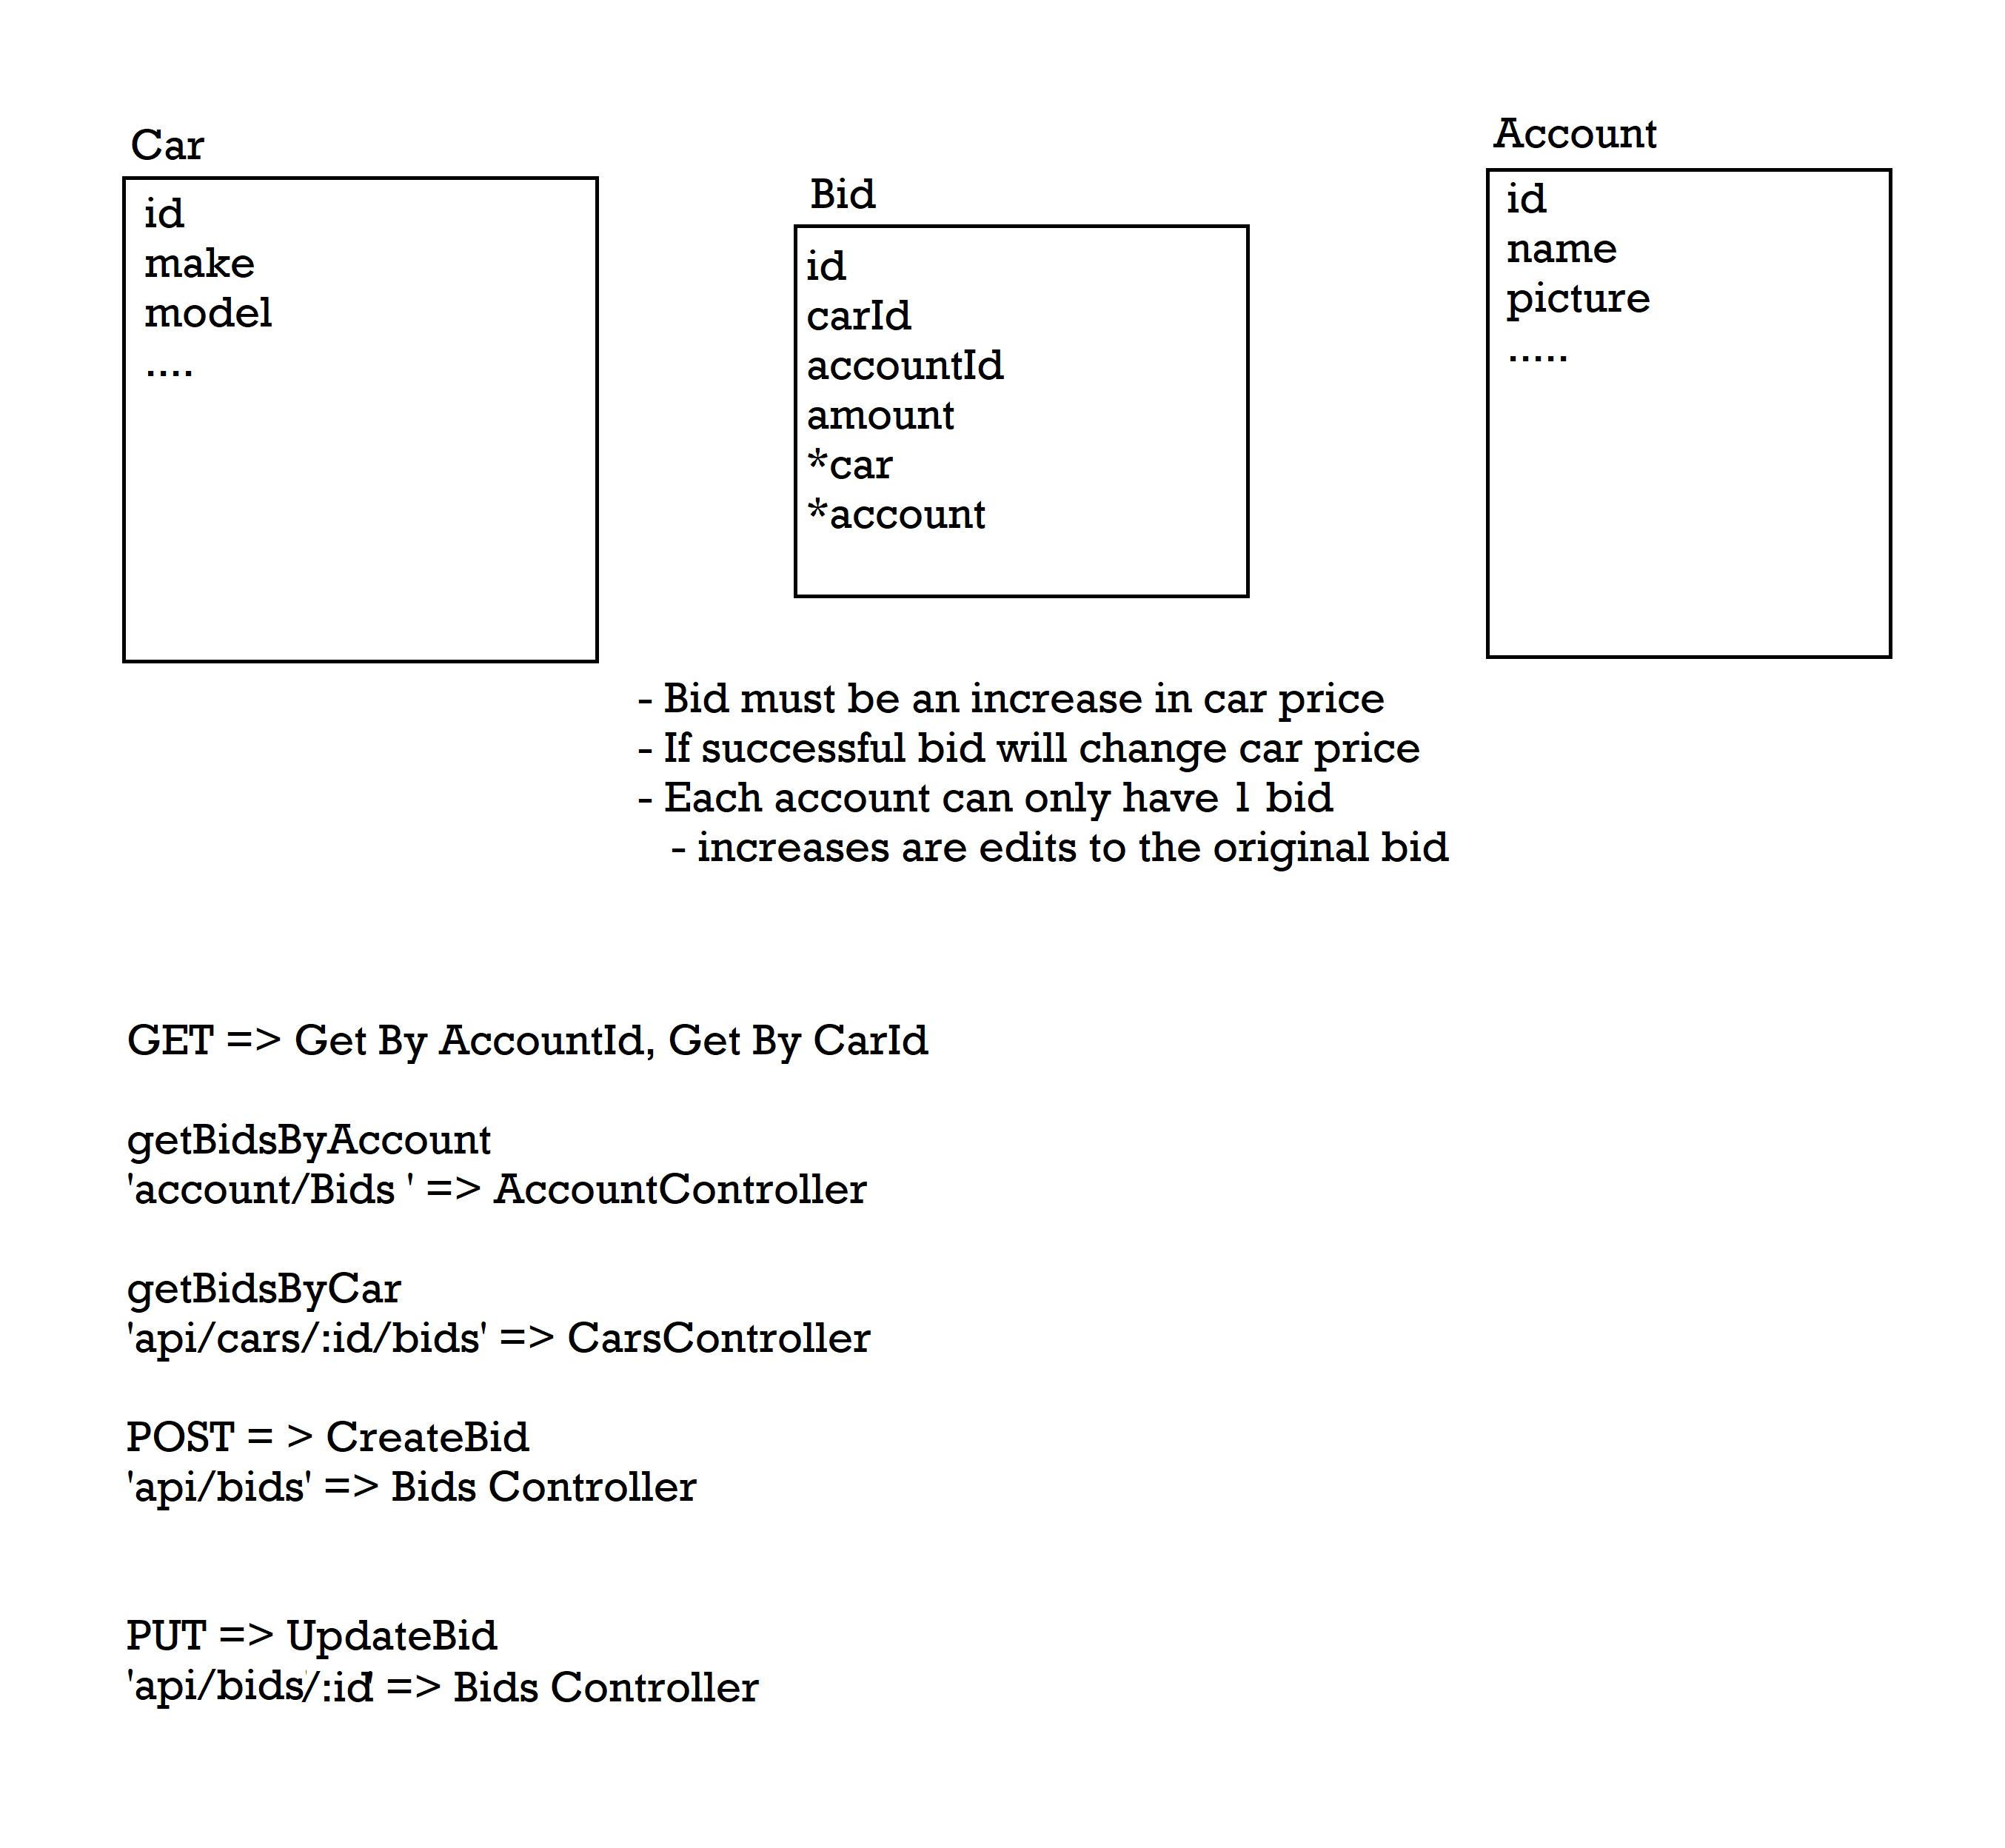 Car
id
make
model
....
Bid
id
carId
accountId
amount
*car
*account
Account
id
name
picture
.....
- Bid must be an increase in car price
- If successful bid will change car price
- Each account can only have 1 bid
- increases are edits to the original bid
GET => Get By AccountId, Get By CarId
getBidsByAccount
'account/Bids ' => AccountController
getBidsByCar
'api/cars/:id/bids' => CarsController
POST = > CreateBid
'api/bids' => Bids Controller
PUT => UpdateBid
'api/bids/:id' => Bids Controller